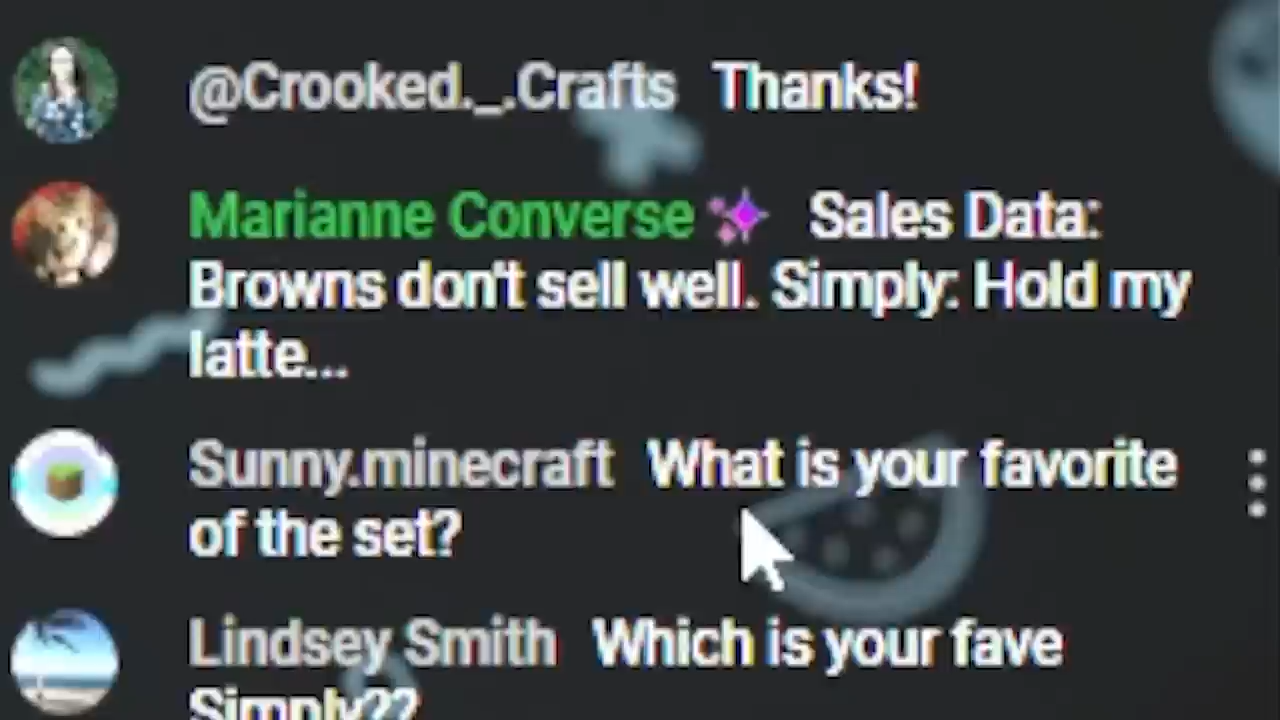 @Crooked._.Crafts Thanks!
Marianne Converse Sales Data:
Browns don't sell well. Simply: Hold my
latte...
Sunny.minecraft What is your favorite
of the set?
Lindsey Smith Which is your fave
Simply??